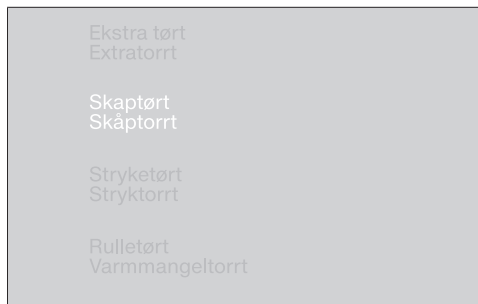 Ekstra tørt
Extratorrt
Skaptørt
Skåptorrt
Stryketørt
Stryktorrt
Rulletørt
Varmmangeltorrt